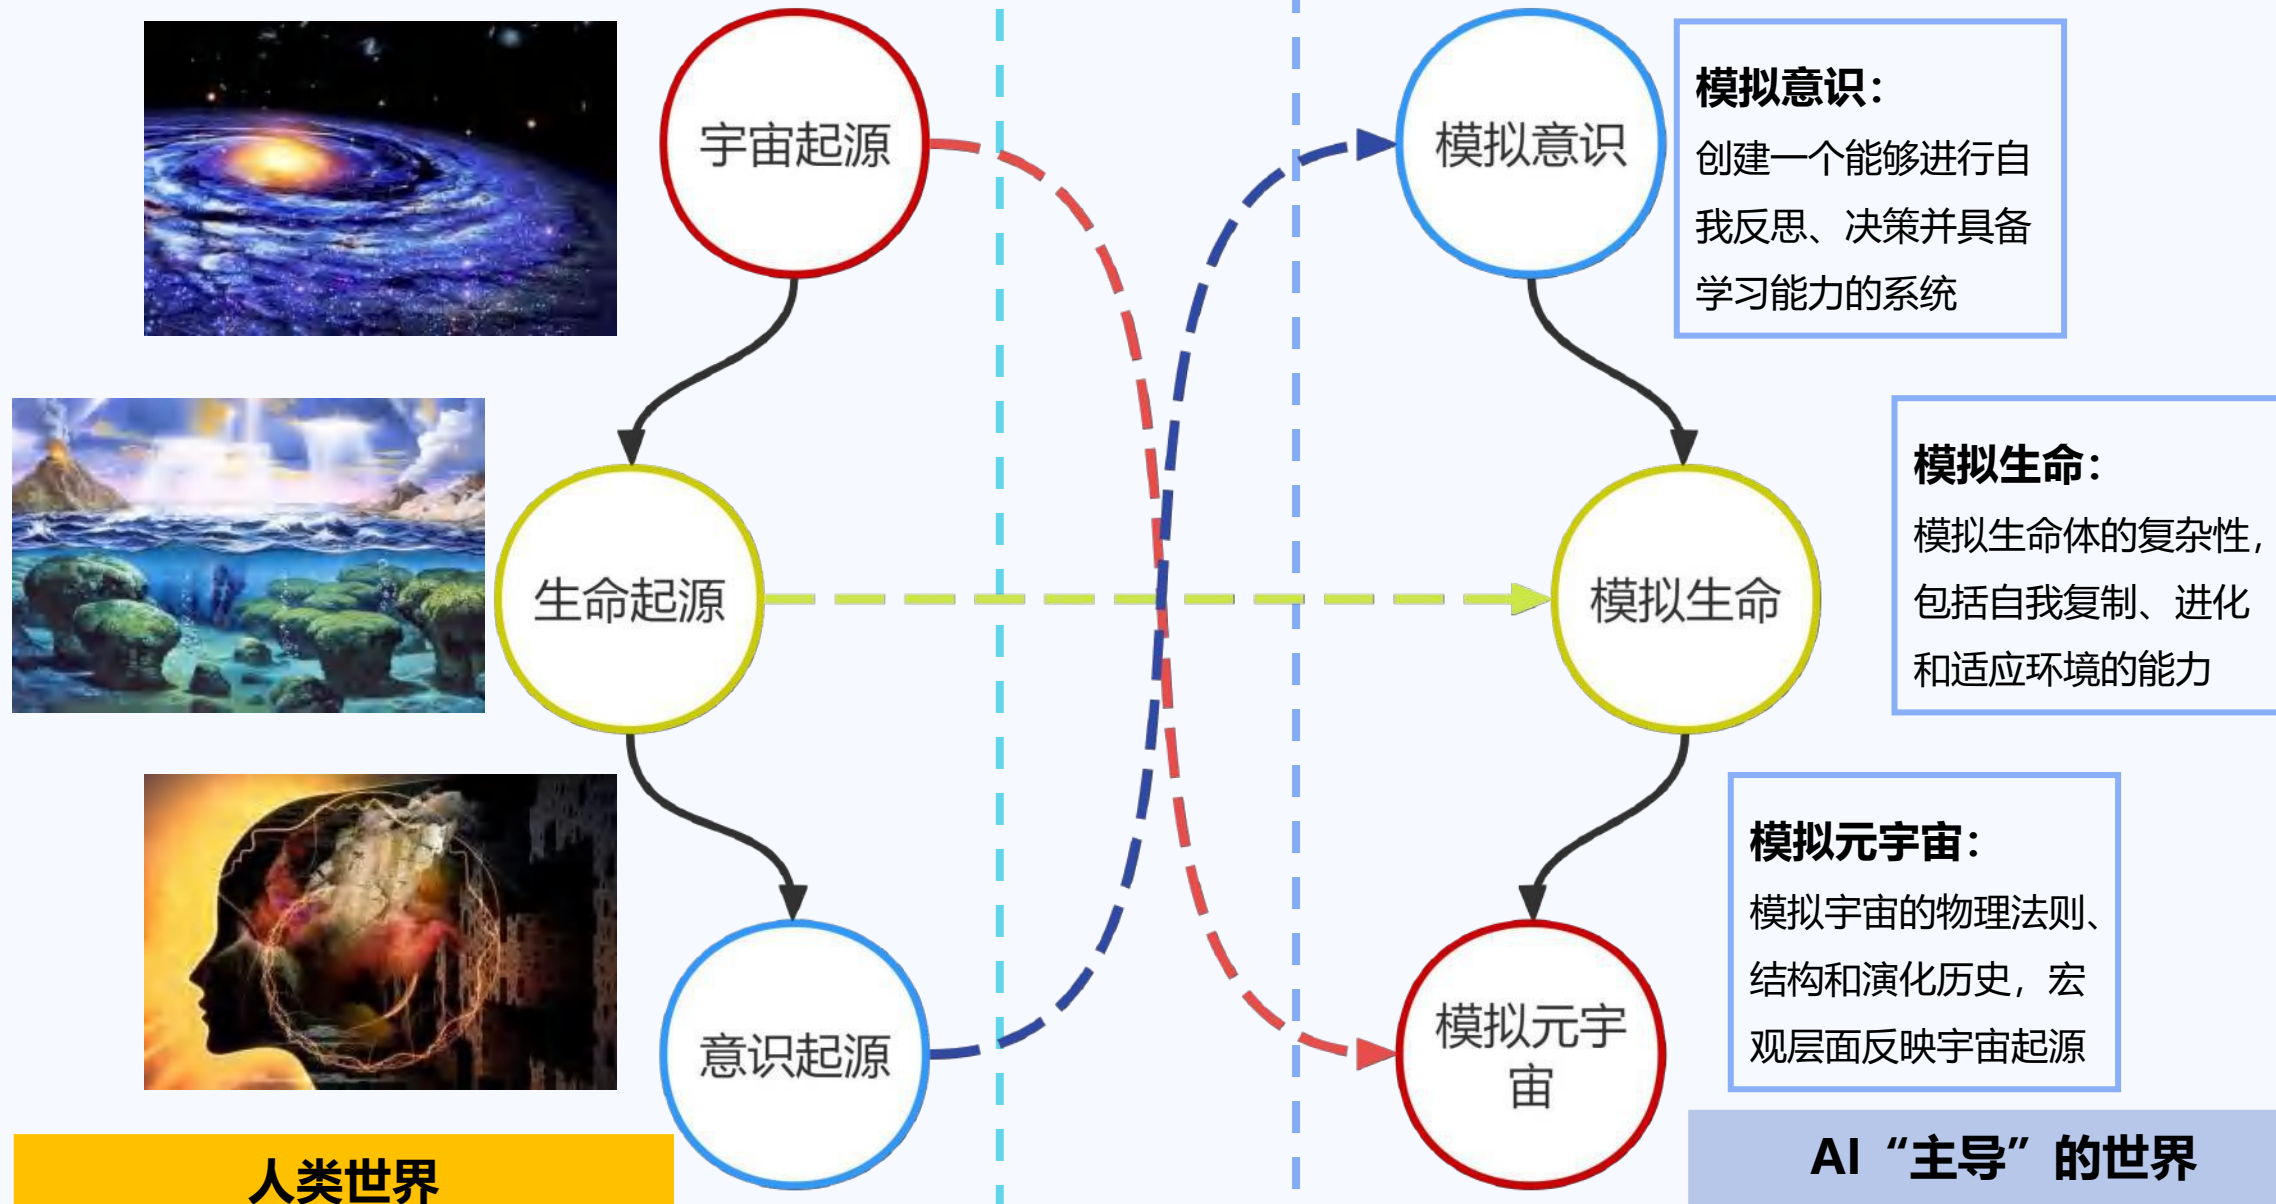 宇宙起源
生命起源
意识起源
人类世界
模拟意识
模拟生命
模拟元宇
宙
模拟意识：
创建一个能够进行自
我反思、决策并具备
学习能力的系统
模拟生命：
模拟生命体的复杂性，
包括自我复制、进化
和适应环境的能力
模拟元宇宙：
模拟宇宙的物理法则、
结构和演化历史，宏
观层面反映宇宙起源
AI“主导”的世界